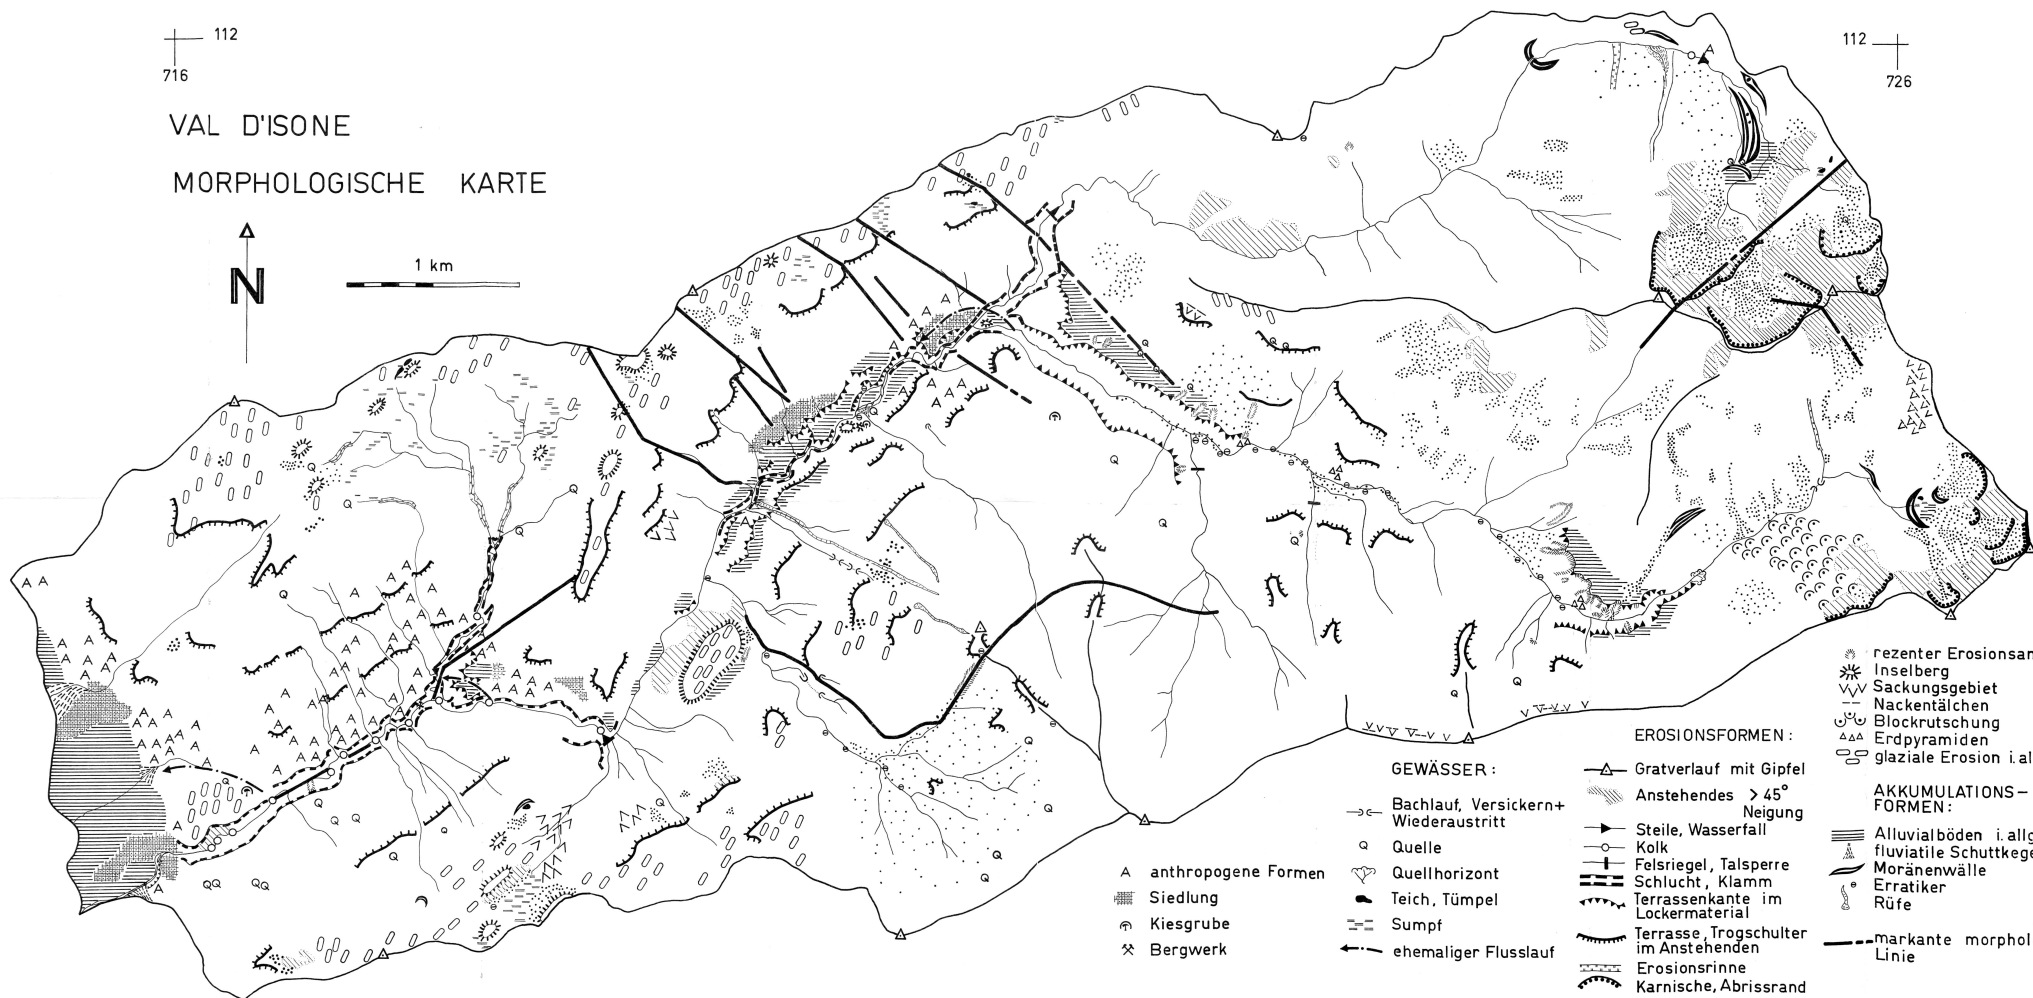 112
716
112
726
VAL D'ISONE
MORPHOLOGISCHE KARTE
N
1 km
anthropogene Formen
Siedlung
Kiesgrube
Bergwerk
GEWÄSSER :
Bachlauf, Versickern+
Wiederaustritt
Quelle
Quellhorizont
Teich, Tümpel
Sumpf
ehemaliger Flusslauf
EROSIONSFORMEN :
Gratverlauf mit Gipfel
Anstehendes > 45°
Neigung
Steile, Wasserfall
Kolk
Felsriegel, Talsperre
Schlucht, Klamm
Terrassenkante im
Lockermaterial
Terrasse, Trogschulter
im Anstehenden
Erosionsrinne
Karnische, Abrissrand
rezenter Erosionsan
Inselberg
Sackungsgebiet
Nackentälchen
Blockrutschung
Erdpyramiden
glaziale Erosion i.al
AKKUMULATIONS-
FORMEN :
Alluvialböden i.allg
fluviatile Schuttkege
Moränenwälle
Erratiker
Rüfe
markante morphol
Linie